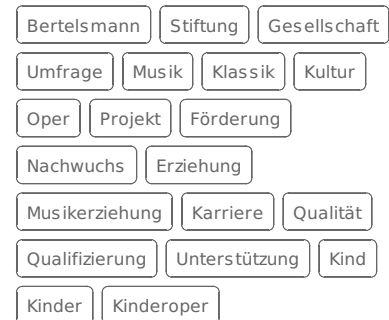 Bertelsmann Stiftung Gesellschaft
Umfrage Musik Klassik Kultur
Oper Projekt Förderung
Nachwuchs Erziehung
Musikerziehung Karriere Qualität
Qualifizierung Unterstützung Kind
Kinder Kinderoper